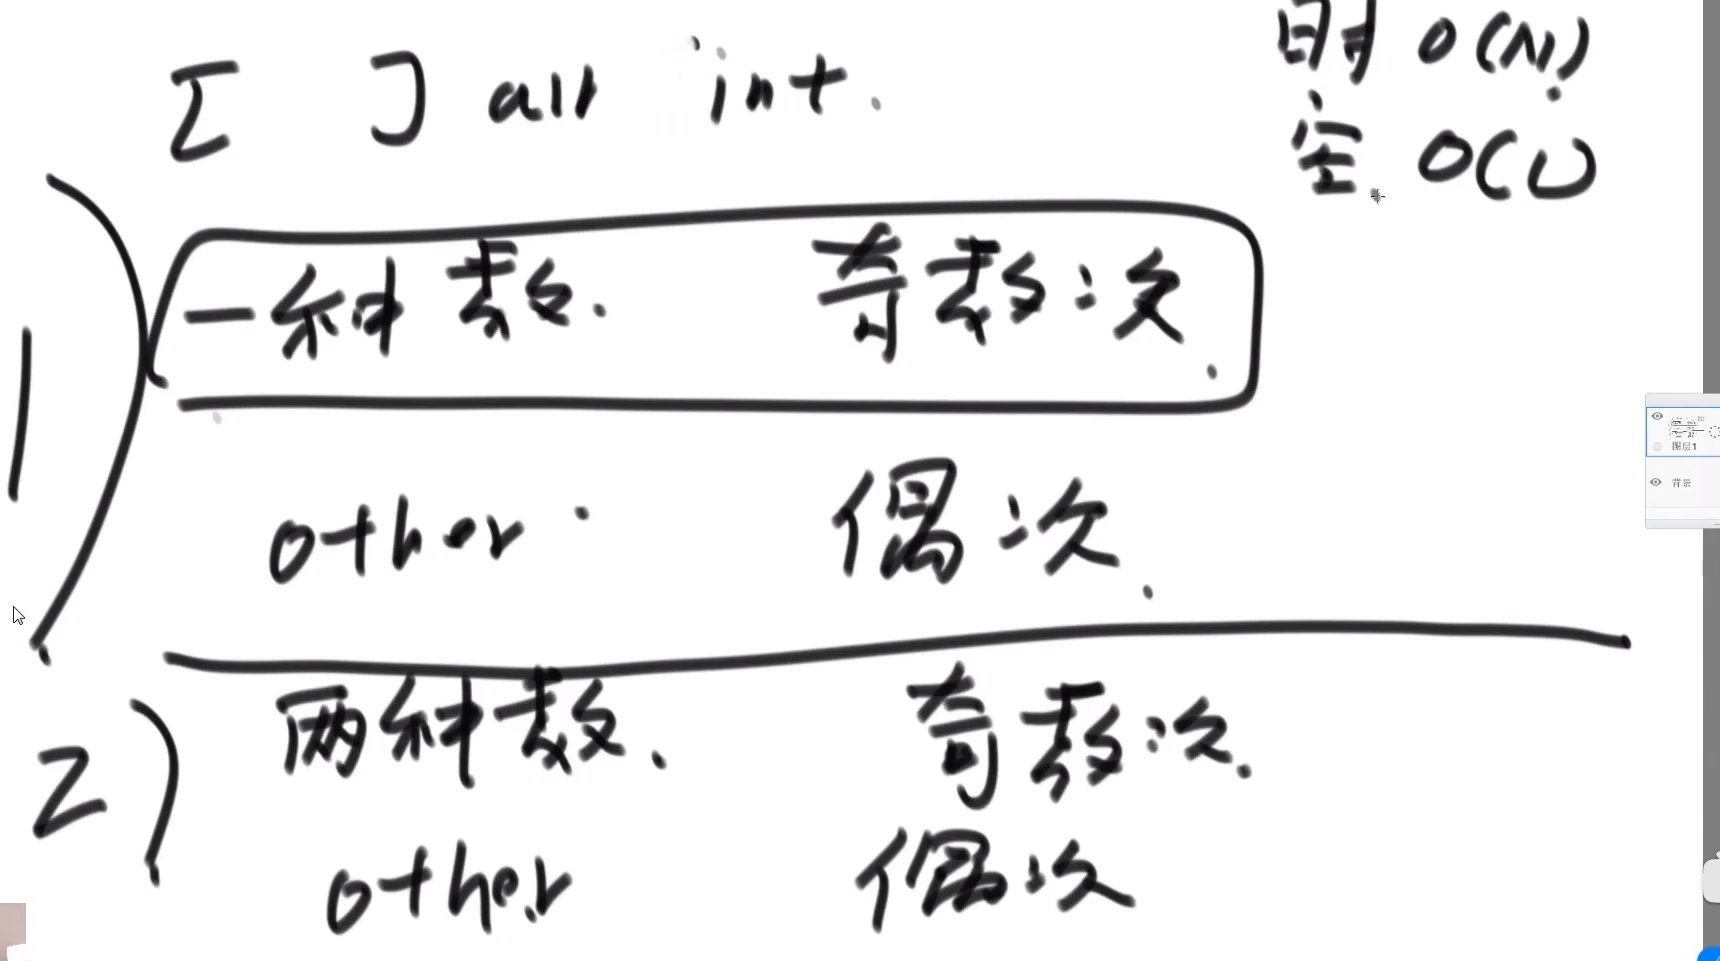 [ ] all int.
时 O(N)
空 O(1)
1) 一种数. 奇数次.
other. 偶次.
2) 两种数. 奇数次.
other 偶次
图层1
背景